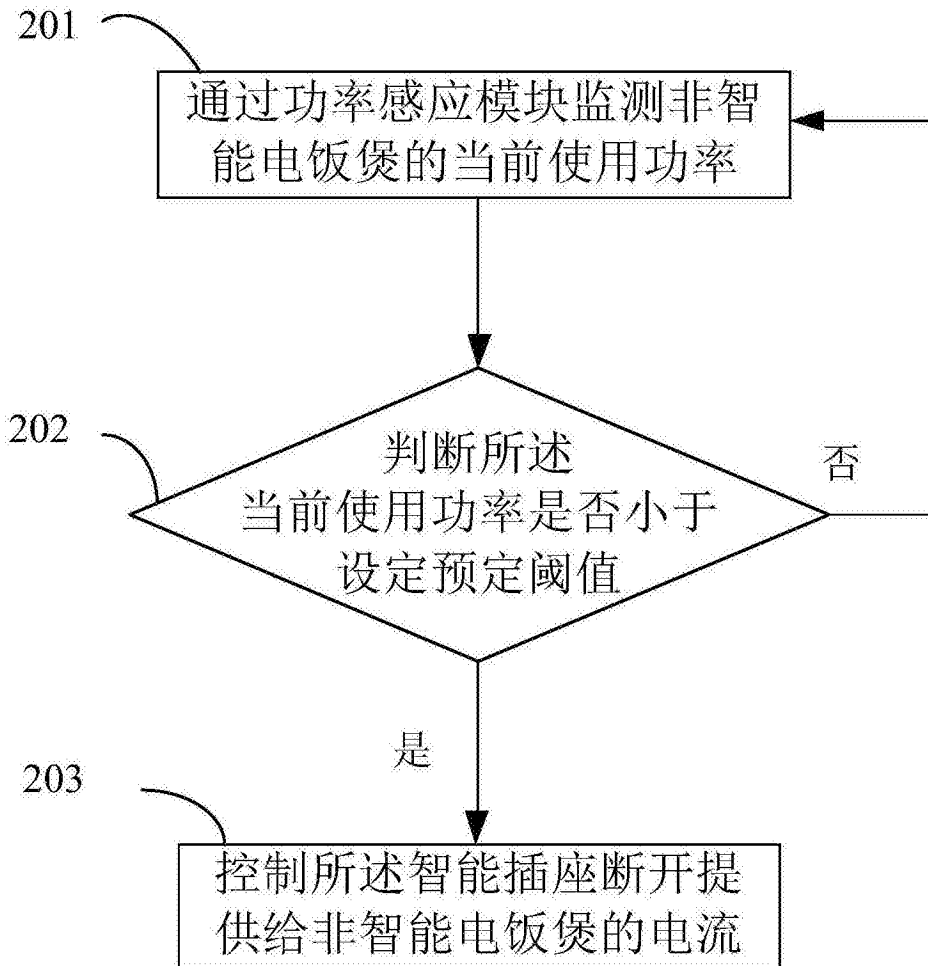 201
通过功率感应模块监测非智
能电饭煲的当前使用功率
202
判断所述
当前使用功率是否小于
设定预定阈值
否
是
203
控制所述智能插座断开提
供给非智能电饭煲的电流